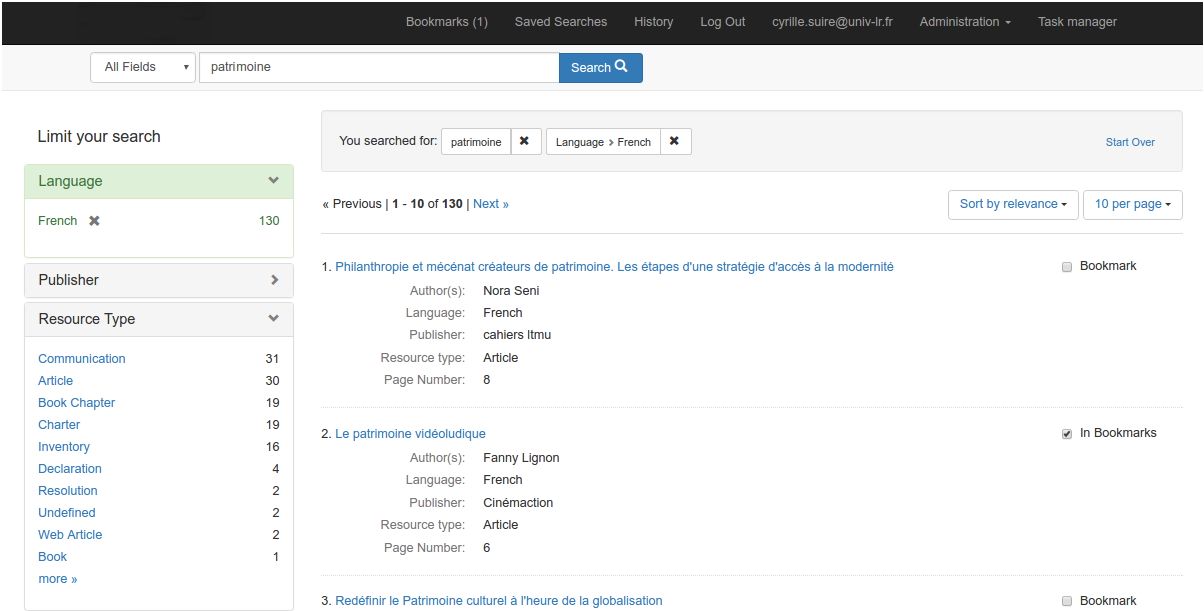 Bookmarks (1) Saved Searches History Log Out cyrille.suire@univ-lr.fr Administration Task manager
All Fields patrimoine Search
Limit your search
You searched for: patrimoine ✖ Language > French ✖ Start Over
Language
French ✖ 130
« Previous | 1 - 10 of 130 | Next » Sort by relevance 10 per page
Publisher
Resource Type
Communication 31
Article 30
Book Chapter 19
Charter 19
Inventory 16
Declaration 4
Resolution 2
Undefined 2
Web Article 2
Book 1
more »
1. Philanthropie et mécénat créateurs de patrimoine. Les étapes d'une stratégie d'accès à la modernité Bookmark
Author(s): Nora Seni
Language: French
Publisher: cahiers ltmu
Resource type: Article
Page Number: 8
2. Le patrimoine vidéoludique In Bookmarks
Author(s): Fanny Lignon
Language: French
Publisher: Cinémaction
Resource type: Article
Page Number: 6
3. Redéfinir le Patrimoine culturel à l'heure de la globalisation Bookmark